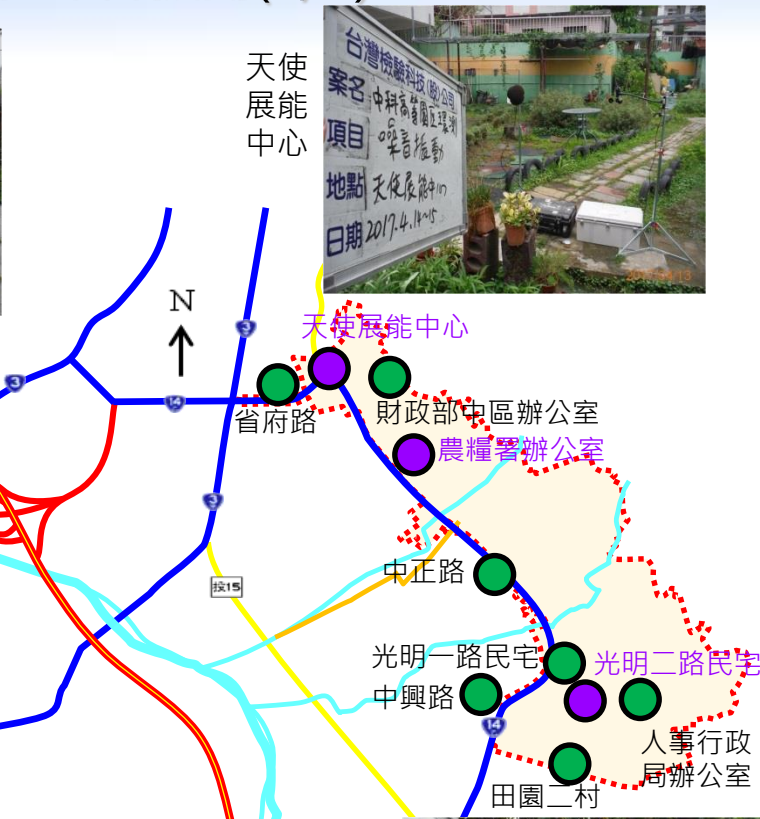 天使
展能
中心
台灣檢驗科技(股)公司
案名 中科高等園區環測
項目 噪音振動
地點 天使展能中心
日期 2017.4.14~15
N
3
天使展能中心
3
14
省府路
財政部中區辦公室
農糧署辦公室
3
中正路
投15
光明一路民宅
光明二路民宅
中興路
14
人事行政
局辦公室
田園二村